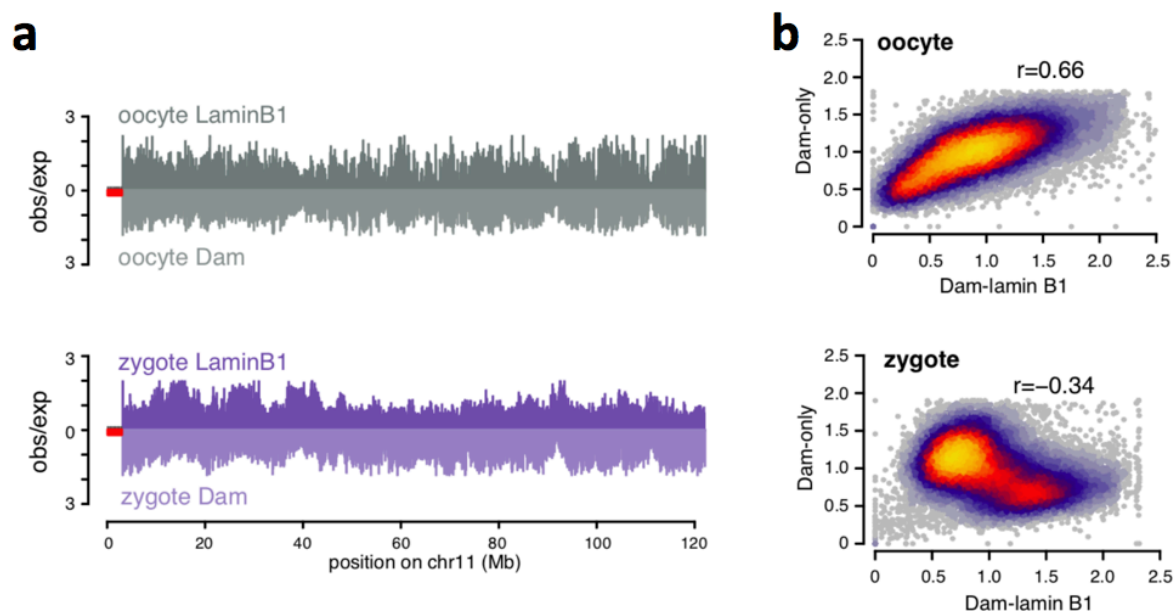 a
oocyte LaminB1
3
0
3
obs/exp
oocyte Dam
zygote LaminB1
3
0
3
obs/exp
zygote Dam
0 20 40 60 80 100 120
position on chr11 (Mb)
b
oocyte
r=0.66
2.5
2.0
1.5
1.0
0.5
0
Dam-only
0 0.5 1.0 1.5 2.0 2.5
Dam-lamin B1
zygote
r=−0.34
2.5
2.0
1.5
1.0
0.5
0
Dam-only
0 0.5 1.0 1.5 2.0 2.5
Dam-lamin B1